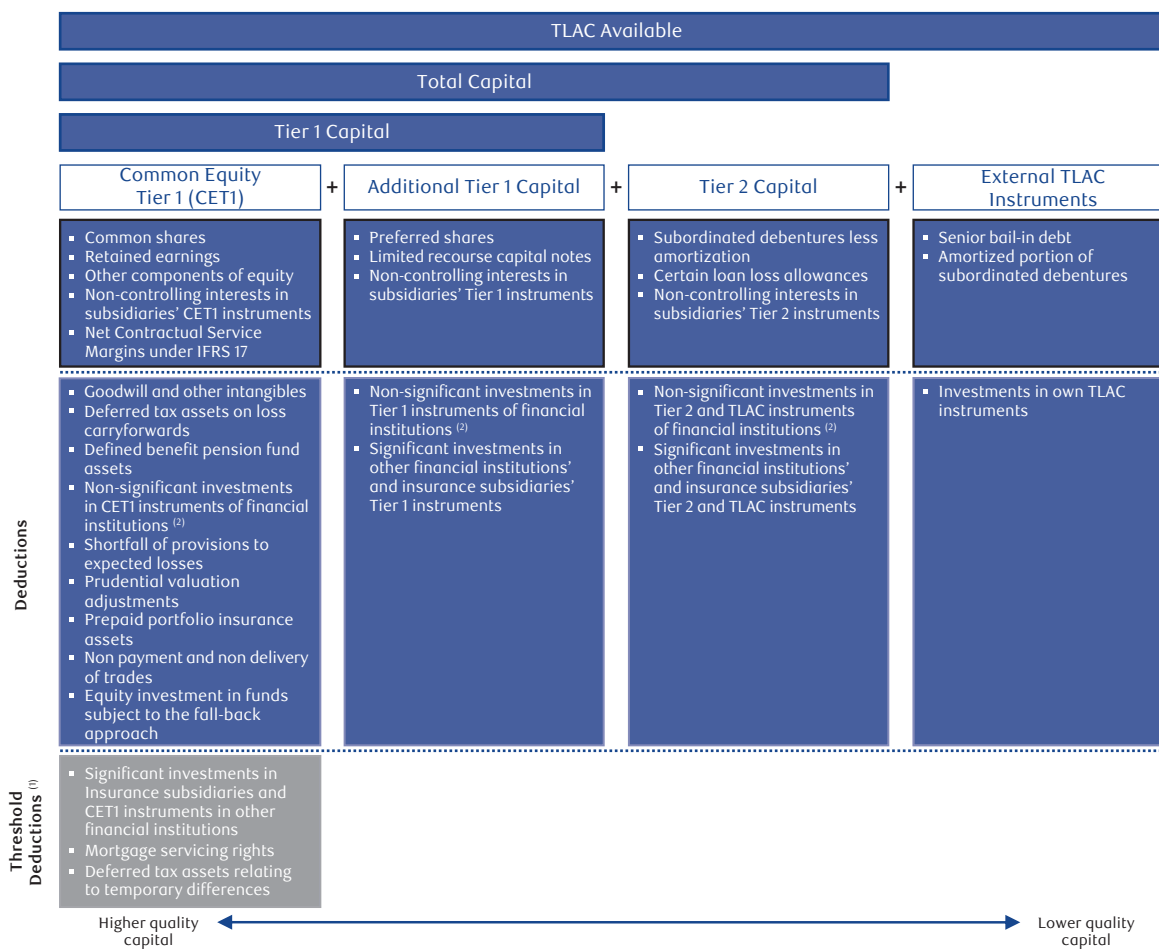 TLAC Available
Total Capital
Tier 1 Capital
Common Equity
Tier 1 (CET1)
+
Additional Tier 1 Capital
+
Tier 2 Capital
+
External TLAC
Instruments
▪ Common shares
▪ Retained earnings
▪ Other components of equity
▪ Non-controlling interests in
subsidiaries' CET1 instruments
▪ Net Contractual Service
Margins under IFRS 17
▪ Preferred shares
▪ Limited recourse capital notes
▪ Non-controlling interests in
subsidiaries' Tier 1 instruments
▪ Subordinated debentures less
amortization
▪ Certain loan loss allowances
▪ Non-controlling interests in
subsidiaries' Tier 2 instruments
▪ Senior bail-in debt
▪ Amortized portion of
subordinated debentures
Deductions
▪ Goodwill and other intangibles
▪ Deferred tax assets on loss
carryforwards
▪ Defined benefit pension fund
assets
▪ Non-significant investments
in CET1 instruments of financial
institutions (2)
▪ Shortfall of provisions to
expected losses
▪ Prudential valuation
adjustments
▪ Prepaid portfolio insurance
assets
▪ Non payment and non delivery
of trades
▪ Equity investment in funds
subject to the fall-back
approach
▪ Non-significant investments in
Tier 1 instruments of financial
institutions (2)
▪ Significant investments in
other financial institutions'
and insurance subsidiaries'
Tier 1 instruments
▪ Non-significant investments in
Tier 2 and TLAC instruments
of financial institutions (2)
▪ Significant investments in
other financial institutions'
and insurance subsidiaries'
Tier 2 and TLAC instruments
▪ Investments in own TLAC
instruments
Threshold
Deductions (1)
▪ Significant investments in
Insurance subsidiaries and
CET1 instruments in other
financial institutions
▪ Mortgage servicing rights
▪ Deferred tax assets relating
to temporary differences
Higher quality
capital
Lower quality
capital